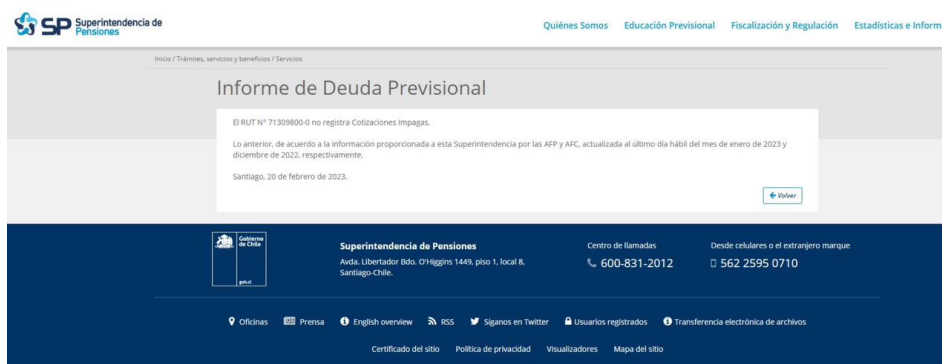 SP Superintendencia de
Pensiones
Quiénes Somos Educación Previsional Fiscalización y Regulación Estadísticas e Inform
Inicio / Trámites, servicios y beneficios / Servicios
Informe de Deuda Previsional
El RUT N° 71309800-0 no registra Cotizaciones Impagas.
Lo anterior, de acuerdo a la información proporcionada a esta Superintendencia por las AFP y AFC, actualizada al último día hábil del mes de enero de 2023 y
diciembre de 2022, respectivamente.
Santiago, 20 de febrero de 2023.
Volver
Gobierno
de Chile
gob.cl
Superintendencia de Pensiones
Avda. Libertador Bdo. O'Higgins 1449, piso 1, local 8.
Santiago-Chile.
Centro de llamadas
600-831-2012
Desde celulares o el extranjero marque
562 2595 0710
Oficinas Prensa English overview RSS Síganos en Twitter Usuarios registrados Transferencia electrónica de archivos
Certificado del sitio Política de privacidad Visualizadores Mapa del sitio